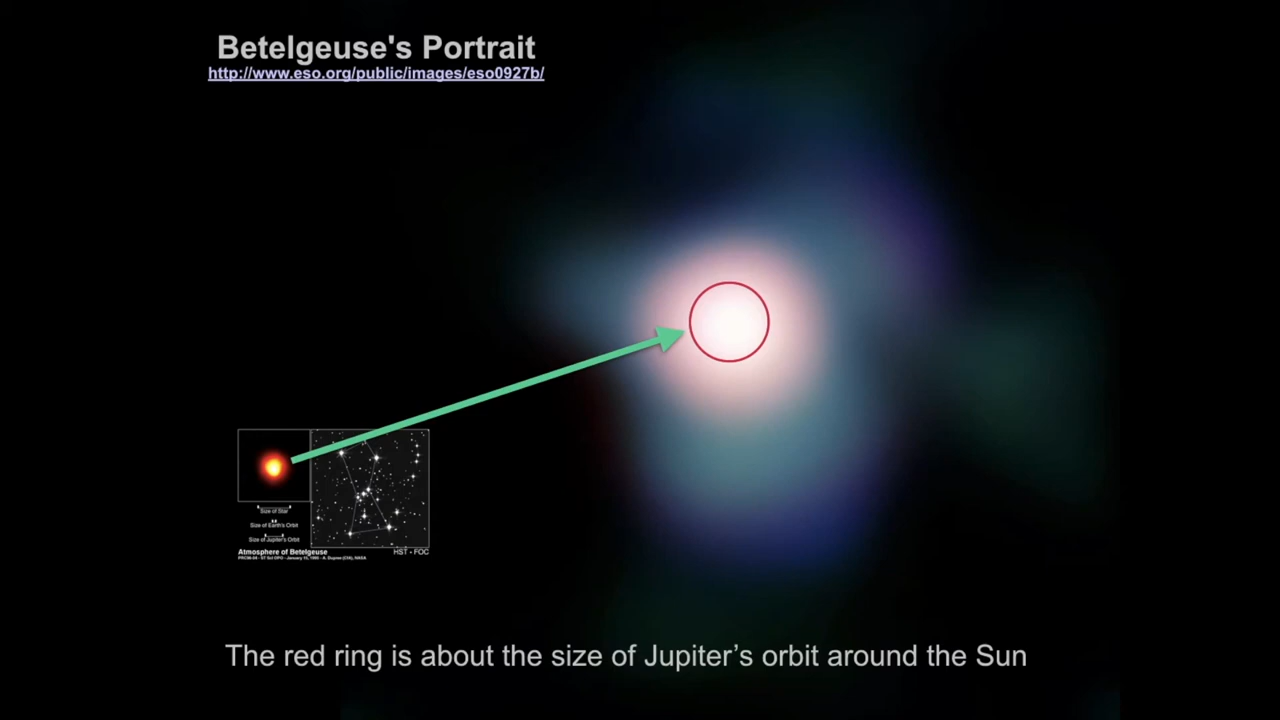 Betelgeuse's Portrait
http://www.eso.org/public/images/eso0927b/
Size of Star
Size of Earth's Orbit
Size of Jupiter's Orbit
Atmosphere of Betelgeuse
HST - FOC
The red ring is about the size of Jupiter’s orbit around the Sun